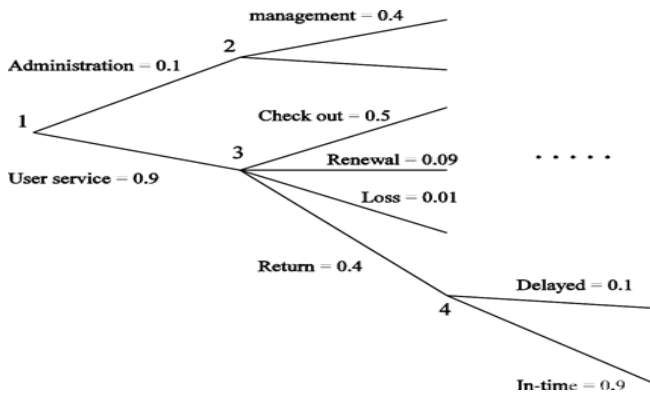 management = 0.4
2
Administration = 0.1
1
Check out = 0.5
3
Renewal = 0.09
User service = 0.9
Loss = 0.01
Return = 0.4
Delayed = 0.1
4
In-time = 0.9